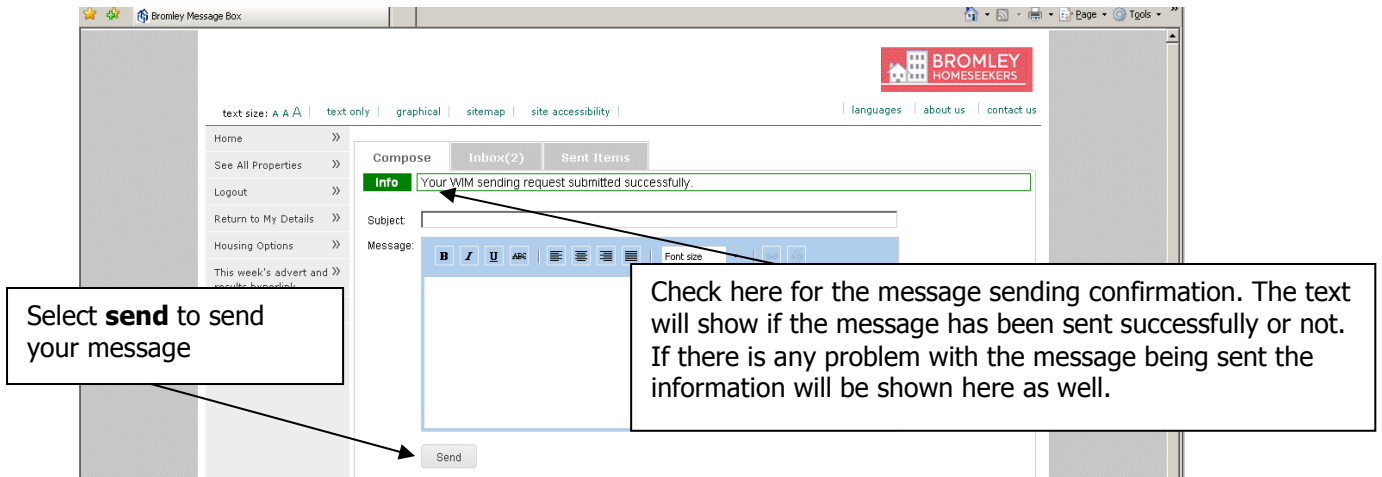 Bromley Message Box
Page
Tools
BROMLEY
HOMESEEKERS
text size: A A A | text only | graphical | sitemap | site accessibility |
| languages | about us | contact us
Home »
See All Properties »
Logout »
Return to My Details »
Housing Options »
This week's advert and »
results hyperlink
Compose Inbox(2) Sent Items
Info Your WIM sending request submitted successfully.
Subject:
Message:
B I U ABC Font size
Select send to send
your message
Check here for the message sending confirmation. The text
will show if the message has been sent successfully or not.
If there is any problem with the message being sent the
information will be shown here as well.
Send